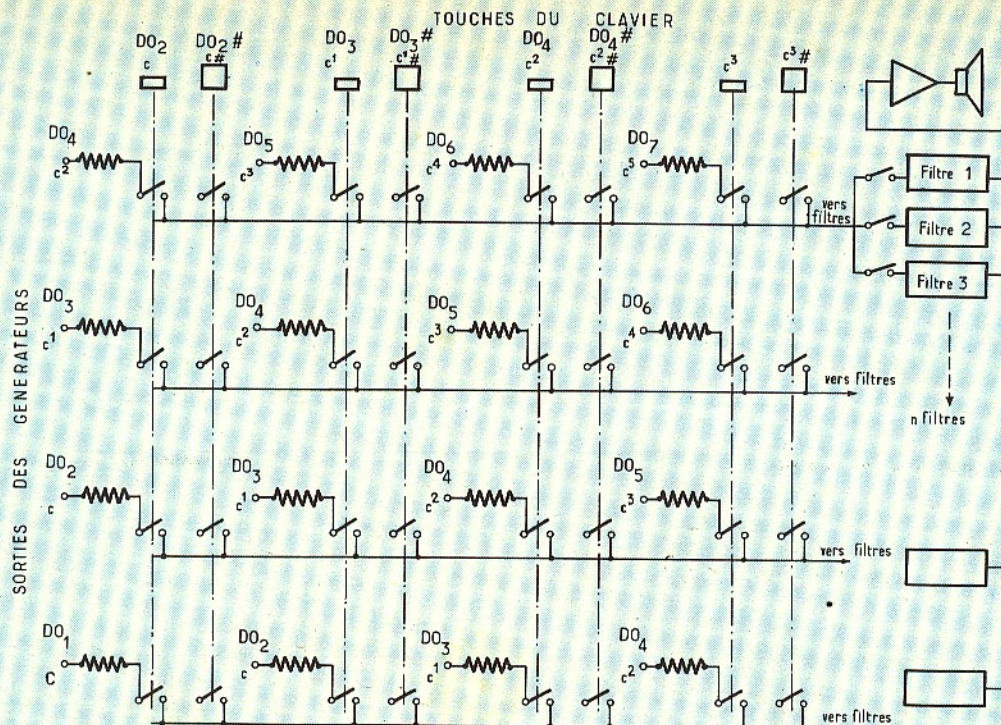 TOUCHES DU CLAVIER
DO2 DO2# DO3 DO3# DO4 DO4# c3 c3#
c c# c1 c1# c2 c2#
DO4 DO5 DO6 DO7
c2 c3 c4 c5
vers filtres
Filtre 1
Filtre 2
Filtre 3
n filtres
SORTIES DES GENERATEURS
DO3 DO4 DO5 DO6
c1 c2 c3 c4
vers filtres
DO2 DO3 DO4 DO5
c c1 c2 c3
vers filtres
DO1 DO2 DO3 DO4
C c c1 c2
vers filtres